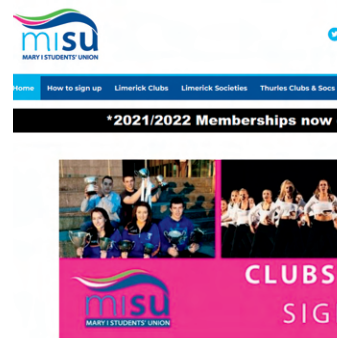 misu
MARY I STUDENTS' UNION
Home How to sign up Limerick Clubs Limerick Societies Thurles Clubs & Socs
*2021/2022 Memberships now
CLUBS
SIG
misu
MARY I STUDENTS' UNION